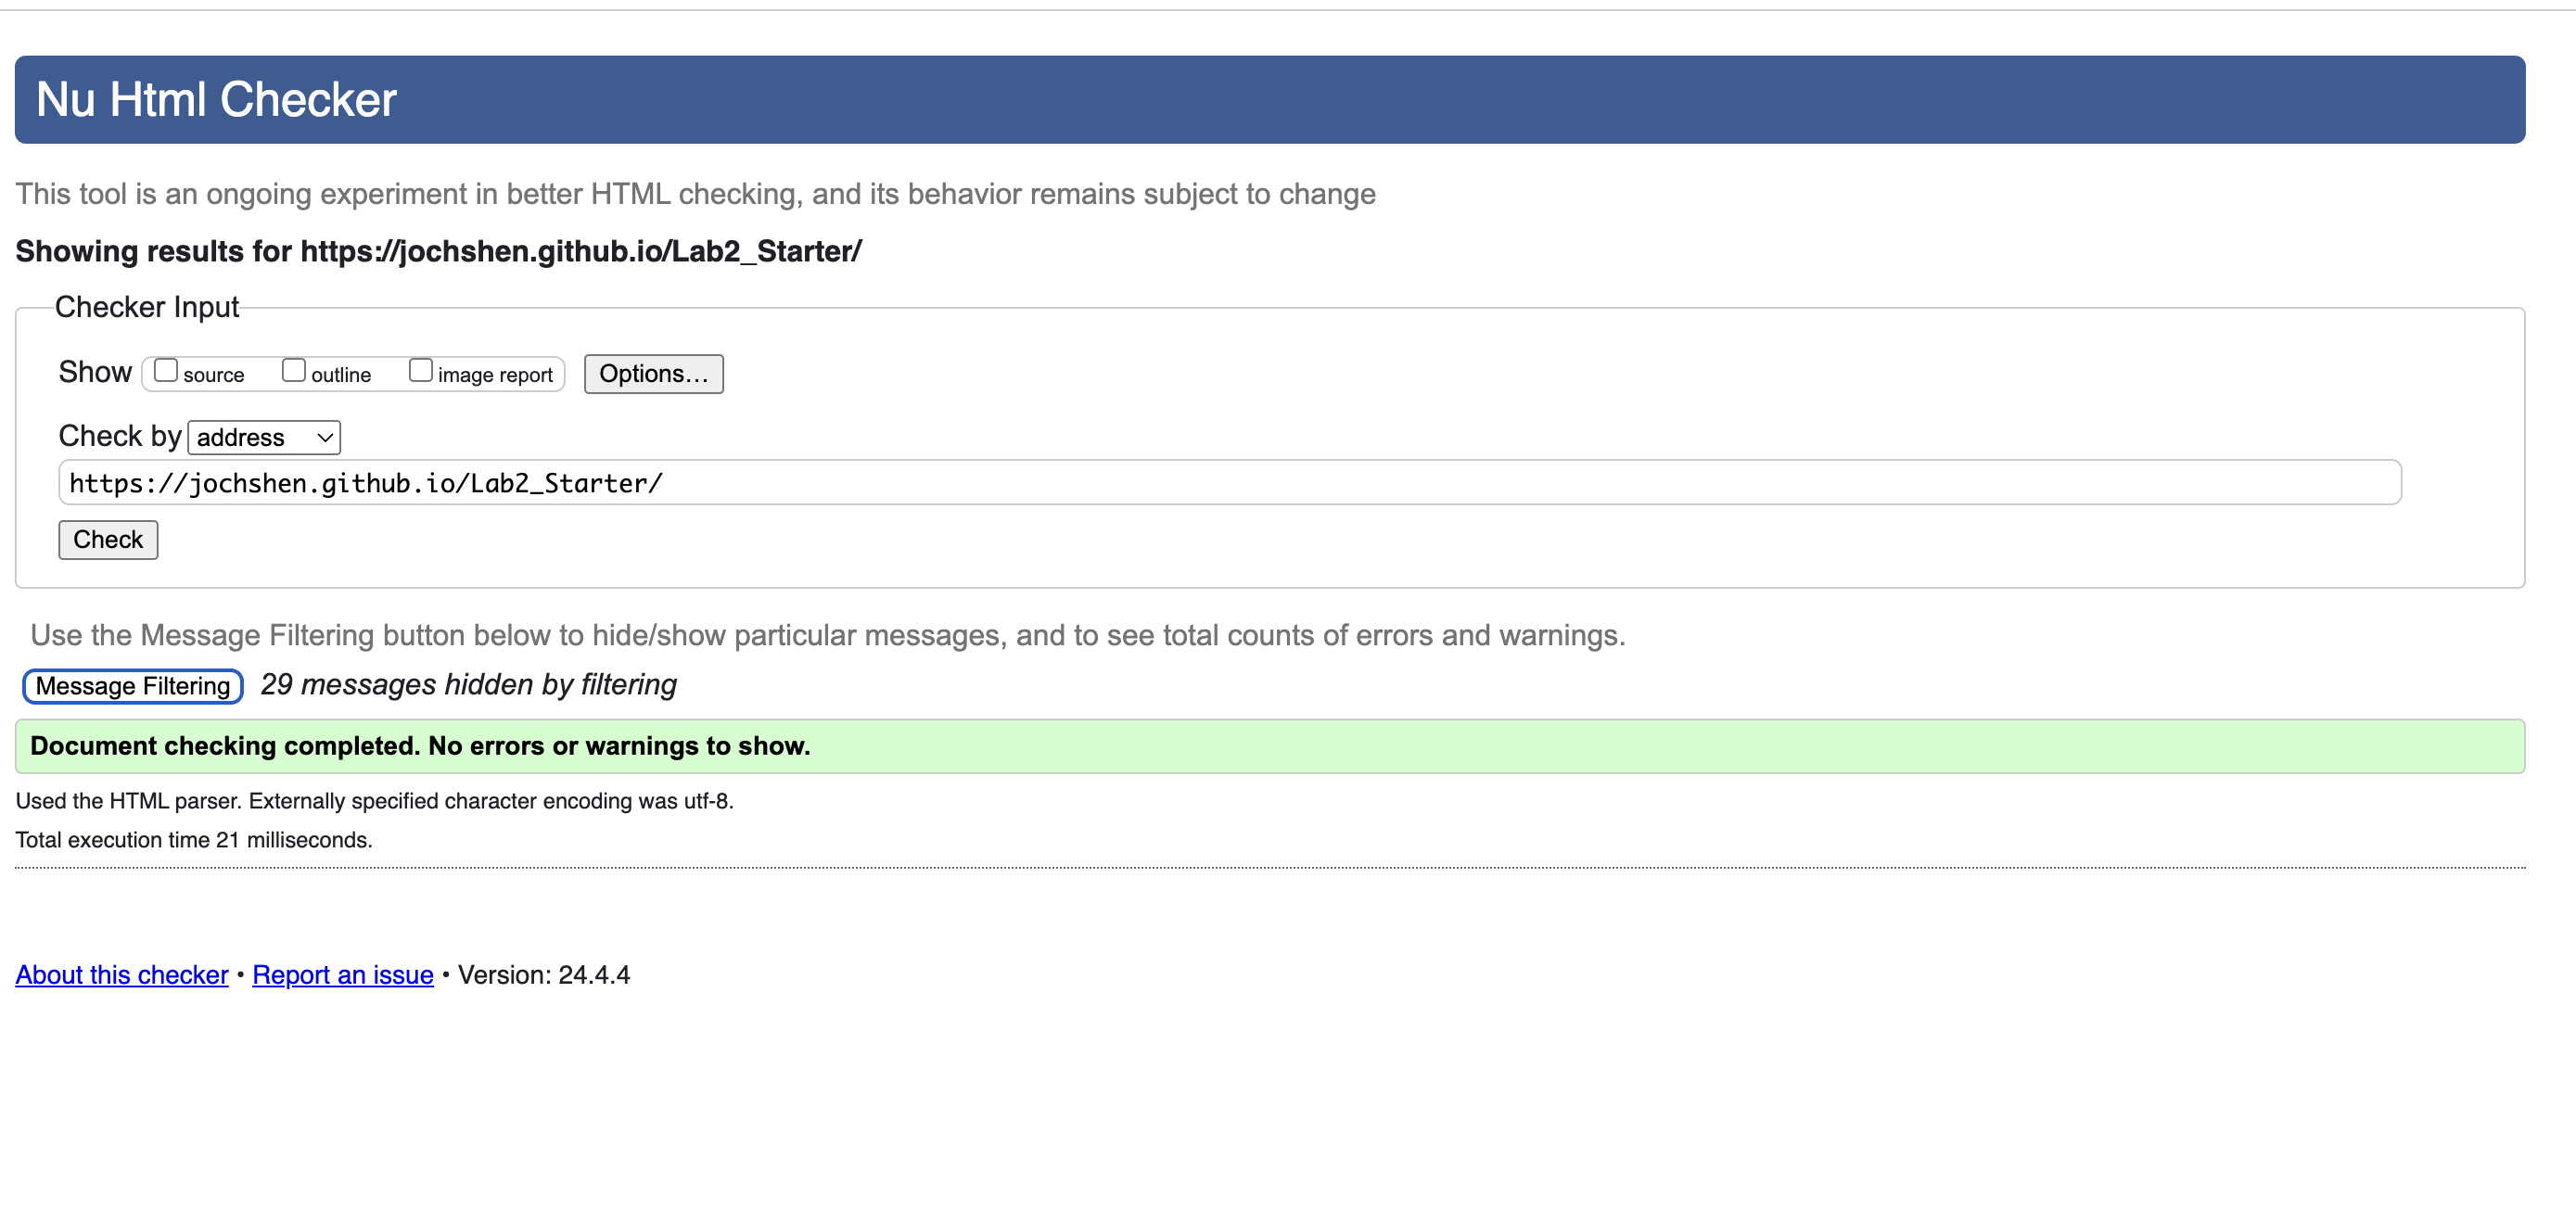 Nu Html Checker
This tool is an ongoing experiment in better HTML checking, and its behavior remains subject to change
Showing results for https://jochshen.github.io/Lab2_Starter/
Checker Input
Show source outline image report Options...
Check by address
https://jochshen.github.io/Lab2_Starter/
Check
Use the Message Filtering button below to hide/show particular messages, and to see total counts of errors and warnings.
Message Filtering 29 messages hidden by filtering
Document checking completed. No errors or warnings to show.
Used the HTML parser. Externally specified character encoding was utf-8.
Total execution time 21 milliseconds.
About this checker • Report an issue • Version: 24.4.4